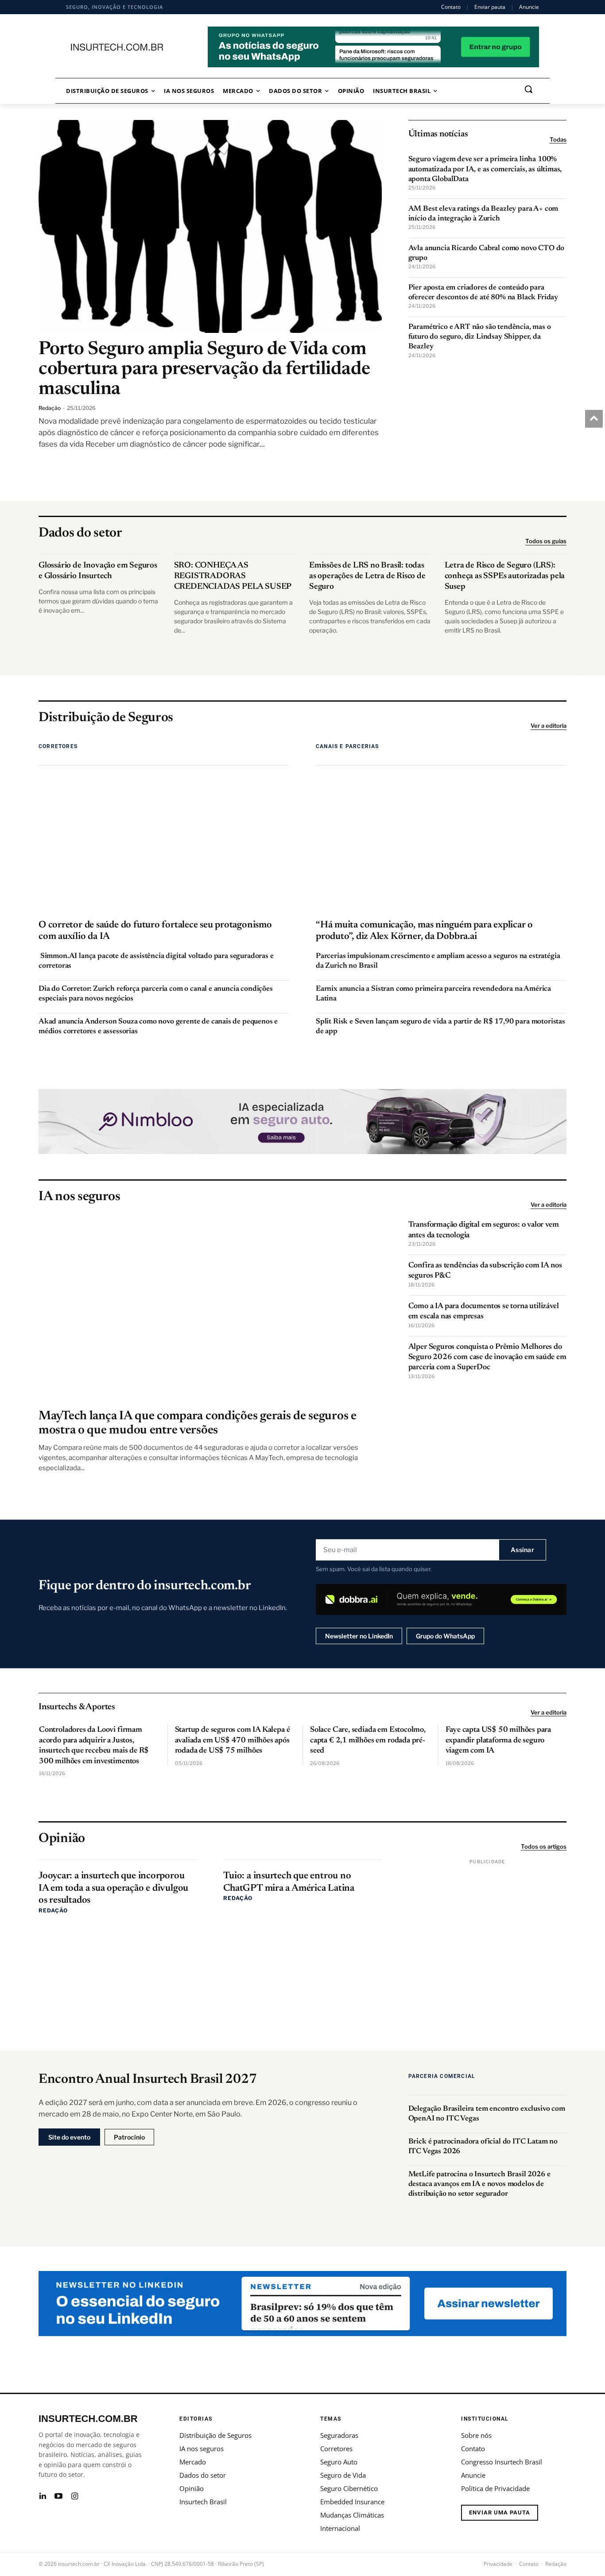 SEGURO, INOVAÇÃO E TECNOLOGIA
Contato
Enviar pauta
Anuncie
INSURTECH.COM.BR
GRUPO NO WHATSAPP
As notícias do seguro
no seu WhatsApp
10:41
Pane da Microsoft: riscos com
funcionários preocupam seguradoras
Entrar no grupo
DISTRIBUIÇÃO DE SEGUROS
IA NOS SEGUROS
MERCADO
DADOS DO SETOR
OPINIÃO
INSURTECH BRASIL
Porto Seguro amplia Seguro de Vida com
cobertura para preservação da fertilidade
masculina
Redação - 25/11/2026
Nova modalidade prevê indenização para congelamento de espermatozoides ou tecido testicular
após diagnóstico de câncer e reforça posicionamento da companhia sobre cuidado em diferentes
fases da vida Receber um diagnóstico de câncer pode significar...
Últimas notícias
Todas
Seguro viagem deve ser a primeira linha 100%
automatizada por IA, e as comerciais, as últimas,
aponta GlobalData
25/11/2026
AM Best eleva ratings da Beazley para A+ com
início da integração à Zurich
25/11/2026
Avla anuncia Ricardo Cabral como novo CTO do
grupo
24/11/2026
Pier aposta em criadores de conteúdo para
oferecer descontos de até 80% na Black Friday
24/11/2026
Paramétrico e ART não são tendência, mas o
futuro do seguro, diz Lindsay Shipper, da
Beazley
24/11/2026
Dados do setor
Todos os guias
Glossário de Inovação em Seguros
e Glossário Insurtech
Confira nossa uma lista com os principais
termos que geram dúvidas quando o tema
é inovação em...
SRO: CONHEÇA AS
REGISTRADORAS
CREDENCIADAS PELA SUSEP
Conheça as registradoras que garantem a
segurança e transparência no mercado
segurador brasileiro através do Sistema
de...
Emissões de LRS no Brasil: todas
as operações de Letra de Risco de
Seguro
Veja todas as emissões de Letra de Risco
de Seguro (LRS) no Brasil: valores, SSPEs,
contrapartes e riscos transferidos em cada
operação.
Letra de Risco de Seguro (LRS):
conheça as SSPEs autorizadas pela
Susep
Entenda o que é a Letra de Risco de
Seguro (LRS), como funciona uma SSPE e
quais sociedades a Susep já autorizou a
emitir LRS no Brasil.
Distribuição de Seguros
Ver a editoria
CORRETORES
O corretor de saúde do futuro fortalece seu protagonismo
com auxílio da IA
Simmon.AI lança pacote de assistência digital voltado para seguradoras e
corretoras
Dia do Corretor: Zurich reforça parceria com o canal e anuncia condições
especiais para novos negócios
Akad anuncia Anderson Souza como novo gerente de canais de pequenos e
médios corretores e assessorias
CANAIS E PARCERIAS
“Há muita comunicação, mas ninguém para explicar o
produto”, diz Alex Körner, da Dobbra.ai
Parcerias impulsionam crescimento e ampliam acesso a seguros na estratégia
da Zurich no Brasil
Earnix anuncia a Sistran como primeira parceira revendedora na América
Latina
Split Risk e Seven lançam seguro de vida a partir de R$ 17,90 para motoristas
de app
Nimbloo
IA especializada
em seguro auto.
Saiba mais
IA nos seguros
Ver a editoria
MayTech lança IA que compara condições gerais de seguros e
mostra o que mudou entre versões
May Compara reúne mais de 500 documentos de 44 seguradoras e ajuda o corretor a localizar versões
vigentes, acompanhar alterações e consultar informações técnicas A MayTech, empresa de tecnologia
especializada...
Transformação digital em seguros: o valor vem
antes da tecnologia
23/11/2026
Confira as tendências da subscrição com IA nos
seguros P&C
18/11/2026
Como a IA para documentos se torna utilizável
em escala nas empresas
16/11/2026
Alper Seguros conquista o Prêmio Melhores do
Seguro 2026 com case de inovação em saúde em
parceria com a SuperDoc
13/11/2026
Fique por dentro do insurtech.com.br
Receba as notícias por e-mail, no canal do WhatsApp e a newsletter no LinkedIn.
Seu e-mail
Assinar
Sem spam. Você sai da lista quando quiser.
dobbra.ai
Quem explica, vende.
Conheça a Dobbra.ai →
Newsletter no LinkedIn
Grupo do WhatsApp
Insurtechs & Aportes
Ver a editoria
Controladores da Loovi firmam
acordo para adquirir a Justos,
insurtech que recebeu mais de R$
300 milhões em investimentos
16/11/2026
Startup de seguros com IA Kalepa é
avaliada em US$ 470 milhões após
rodada de US$ 75 milhões
05/11/2026
Solace Care, sediada em Estocolmo,
capta € 2,1 milhões em rodada pré-
seed
26/08/2026
Faye capta US$ 50 milhões para
expandir plataforma de seguro
viagem com IA
18/08/2026
Opinião
Todos os artigos
Jooycar: a insurtech que incorporou
IA em toda a sua operação e divulgou
os resultados
REDAÇÃO
Tuio: a insurtech que entrou no
ChatGPT mira a América Latina
REDAÇÃO
PUBLICIDADE
Encontro Anual Insurtech Brasil 2027
A edição 2027 será em junho, com data a ser anunciada em breve. Em 2026, o congresso reuniu o
mercado em 28 de maio, no Expo Center Norte, em São Paulo.
Site do evento
Patrocínio
PARCERIA COMERCIAL
Delegação Brasileira tem encontro exclusivo com
OpenAI no ITC Vegas
Brick é patrocinadora oficial do ITC Latam no
ITC Vegas 2026
MetLife patrocina o Insurtech Brasil 2026 e
destaca avanços em IA e novos modelos de
distribuição no setor segurador
NEWSLETTER NO LINKEDIN
O essencial do seguro
no seu LinkedIn
NEWSLETTER
Nova edição
Brasilprev: só 19% dos que têm
de 50 a 60 anos se sentem
Assinar newsletter
INSURTECH.COM.BR
O portal de inovação, tecnologia e
negócios do mercado de seguros
brasileiro. Notícias, análises, guias
e opinião para quem constrói o
futuro do setor.
EDITORIAS
Distribuição de Seguros
IA nos seguros
Mercado
Dados do setor
Opinião
Insurtech Brasil
TEMAS
Seguradoras
Corretores
Seguro Auto
Seguro de Vida
Seguro Cibernético
Embedded Insurance
Mudanças Climáticas
Internacional
INSTITUCIONAL
Sobre nós
Contato
Congresso Insurtech Brasil
Anuncie
Política de Privacidade
ENVIAR UMA PAUTA
© 2026 insurtech.com.br · CX Inovação Ltda. · CNPJ 28.549.676/0001-58 · Ribeirão Preto (SP)
Privacidade · Contato · Redação